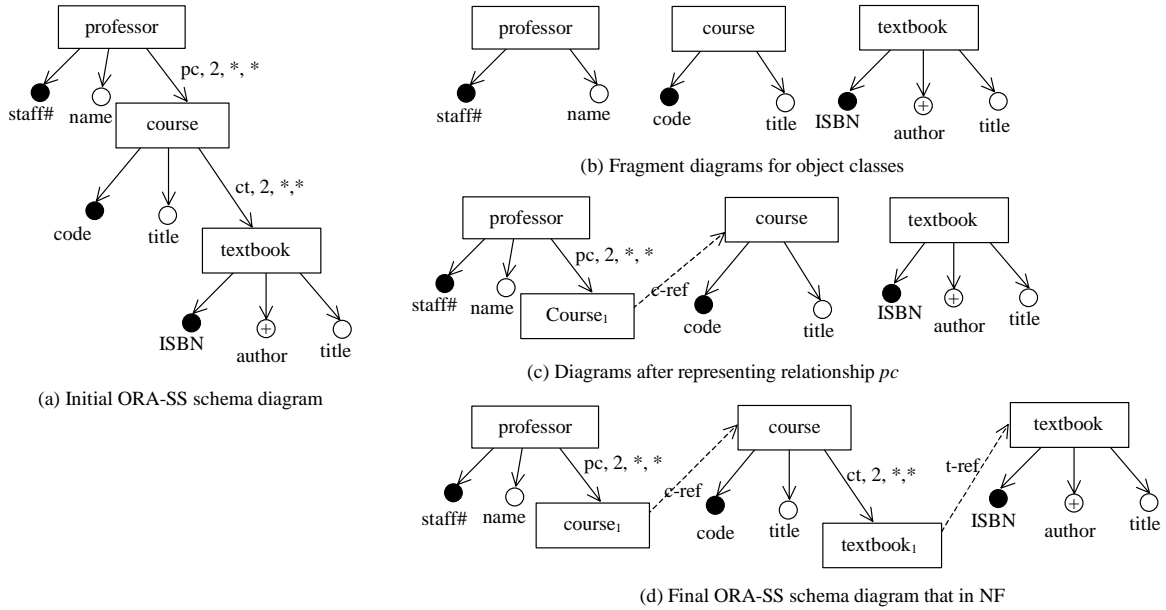 professor
pc, 2, *, *
staff#
name
course
ct, 2, *,*
code
title
textbook
ISBN
author
title
(a) Initial ORA-SS schema diagram
professor
course
textbook
staff#
name
code
title
ISBN
author
title
(b) Fragment diagrams for object classes
professor
course
textbook
pc, 2, *, *
staff#
name
Course1
c-ref
code
title
ISBN
author
title
(c) Diagrams after representing relationship pc
professor
course
textbook
pc, 2, *, *
c-ref
ct, 2, *,*
t-ref
staff#
name
course1
code
title
textbook1
ISBN
author
title
(d) Final ORA-SS schema diagram that in NF